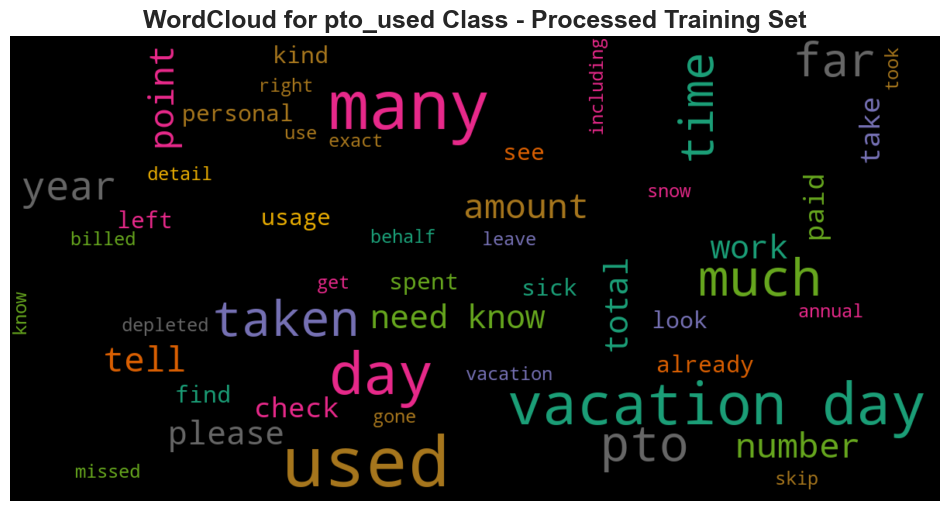 WordCloud for pto_used Class - Processed Training Set
kind
including
far
took
point
right
many
time
personal
use
exact
take
see
detail
year
snow
left
usage
amount
paid
billed
behalf
leave
work
know
get
spent
sick
total
much
depleted
taken
need know
look
annual
tell
day
vacation
already
find
check
gone
vacation day
please
used
pto
number
missed
skip